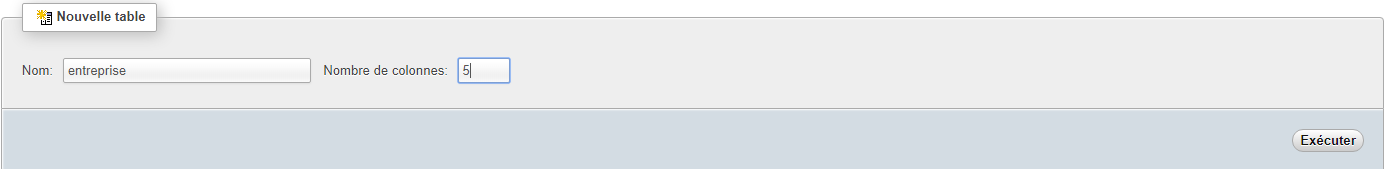 Nouvelle table
Nom: entreprise Nombre de colonnes: 5
Exécuter